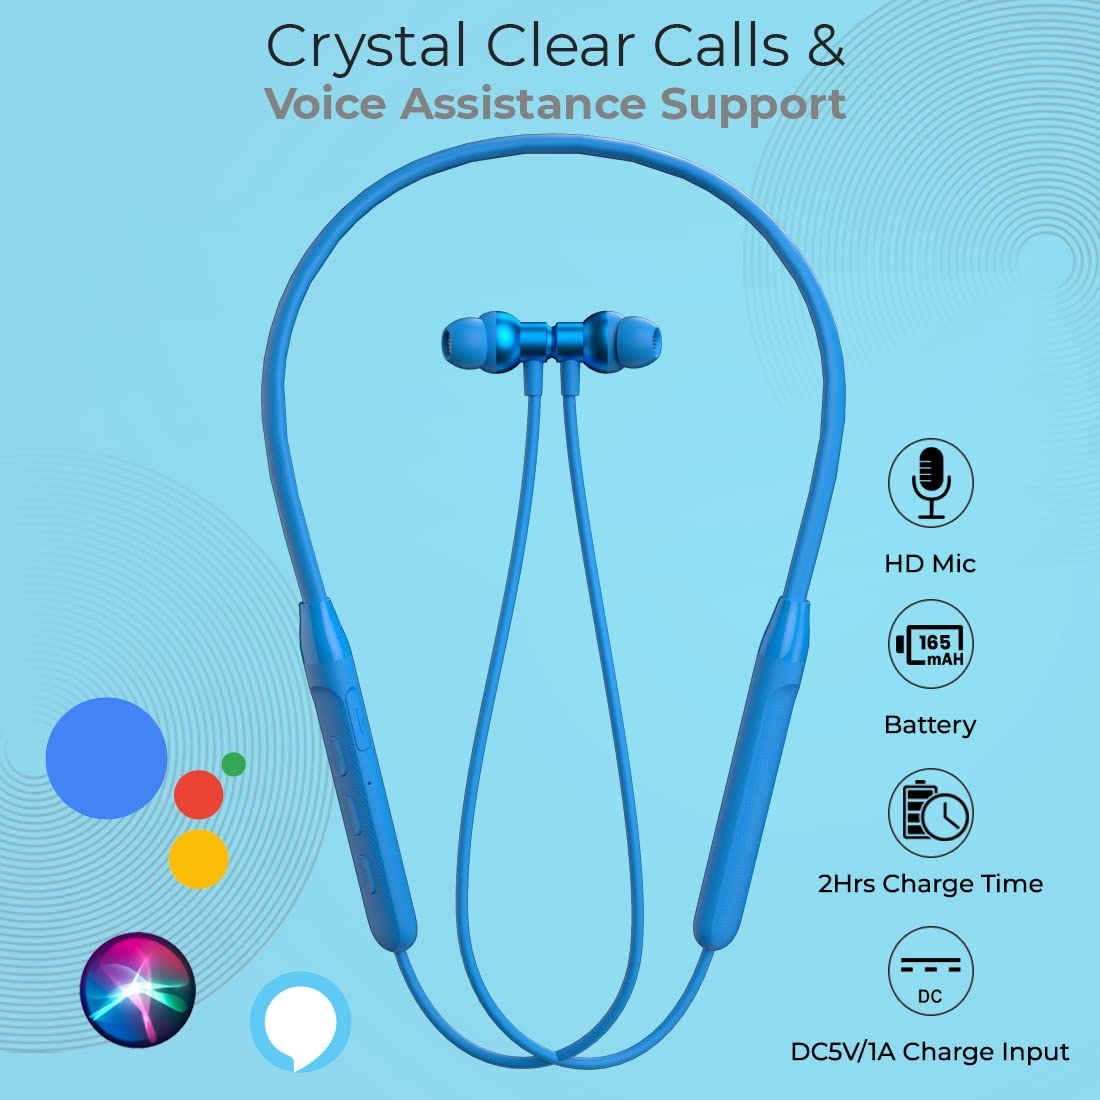 Crystal Clear Calls &
Voice Assistance Support
HD Mic
165
mAH
Battery
2Hrs Charge Time
DC
DC5V/1A Charge Input